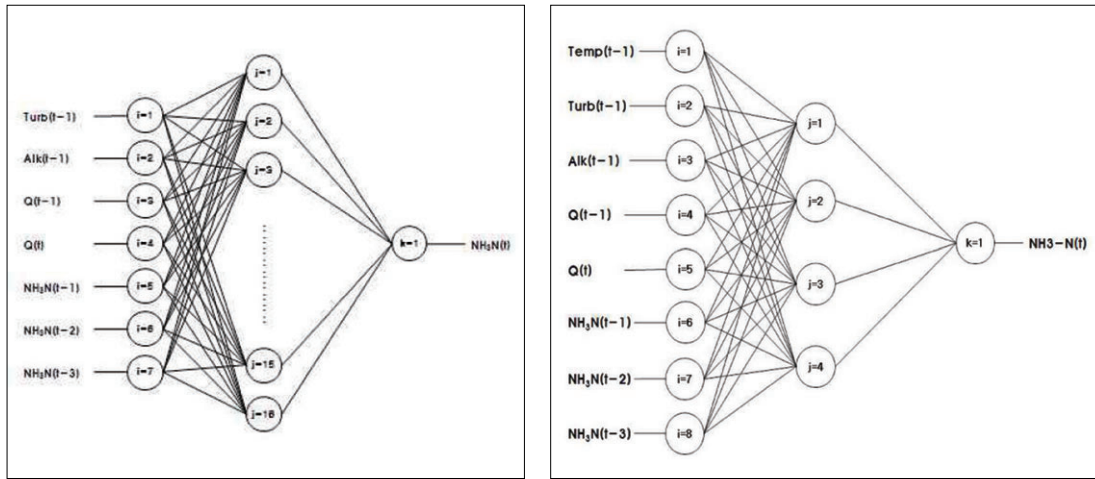 Turb(t-1)
Alk(t-1)
Q(t-1)
Q(t)
NH₃N(t-1)
NH₃N(t-2)
NH₃N(t-3)
i=1
i=2
i=3
i=4
i=5
i=6
i=7
j=1
j=2
j=3
j=15
j=16
k=1
NH₃N(t)
Temp(t-1)
Turb(t-1)
Alk(t-1)
Q(t-1)
Q(t)
NH₃N(t-1)
NH₃N(t-2)
NH₃N(t-3)
i=1
i=2
i=3
i=4
i=5
i=6
i=7
i=8
j=1
j=2
j=3
j=4
k=1
NH3-N(t)